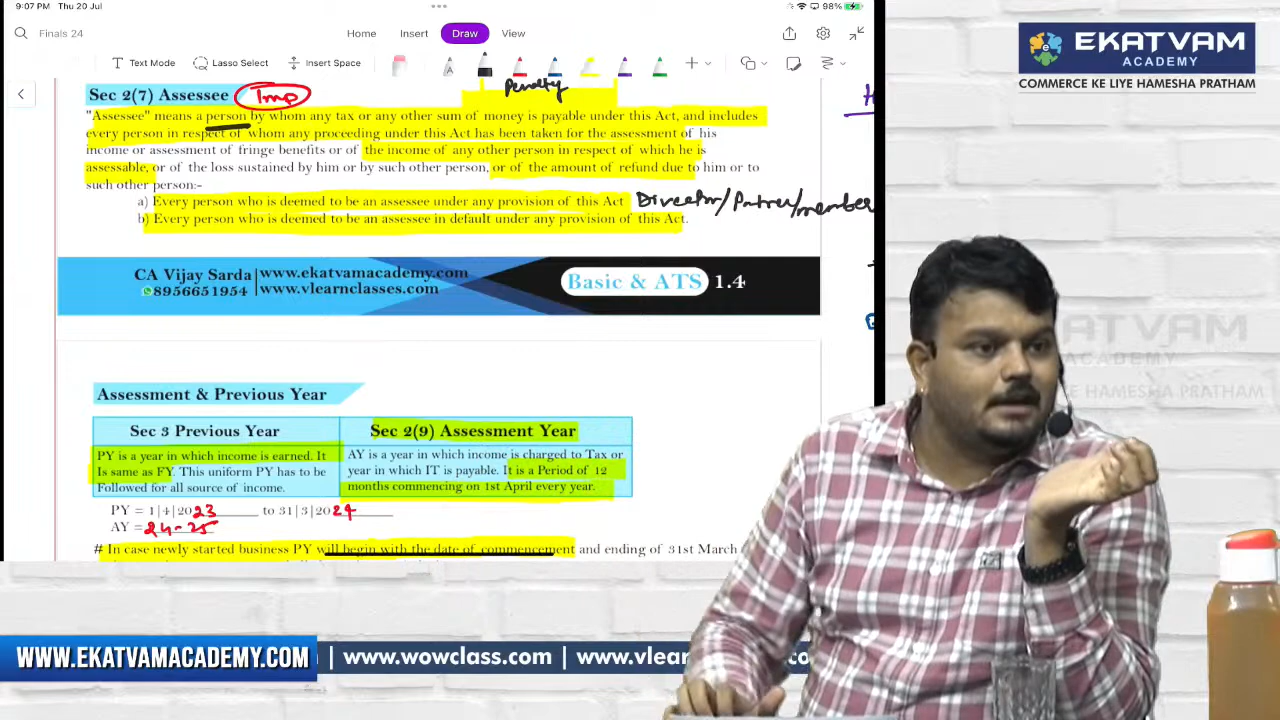 9:07 PM Thu 20 Jul
98%
Finals 24
Home Insert Draw View
Text Mode Lasso Select Insert Space
EKATVAM
ACADEMY
COMMERCE KE LIYE HAMESHA PRATHAM
Penalty
Sec 2(7) Assessee Imp
"Assessee" means a person by whom any tax or any other sum of money is payable under this Act, and includes
every person in respect of whom any proceeding under this Act has been taken for the assessment of his
income or assessment of fringe benefits or of the income of any other person in respect of which he is
assessable, or of the loss sustained by him or by such other person, or of the amount of refund due to him or to
such other person:-
a) Every person who is deemed to be an assessee under any provision of this Act Director/Partner/member
b) Every person who is deemed to be an assessee in default under any provision of this Act.
CA Vijay Sarda|www.ekatvamacademy.com
8956651954 |www.vlearnclasses.com
Basic & ATS 1.4
Assessment & Previous Year
Sec 3 Previous Year
PY is a year in which income is earned. It
Is same as FY. This uniform PY has to be
Followed for all source of income.
Sec 2(9) Assessment Year
AY is a year in which income is charged to Tax or
year in which IT is payable. It is a Period of 12
months commencing on 1st April every year.
PY = 1|4|2023 to 31|3|2024
AY = 24-25
# In case newly started business PY will begin with the date of commencement and ending of 31st March
EKATVAM
ACADEMY
KE HAMESHA PRATHAM
WWW.EKATVAMACADEMY.COM | www.wowclass.com |